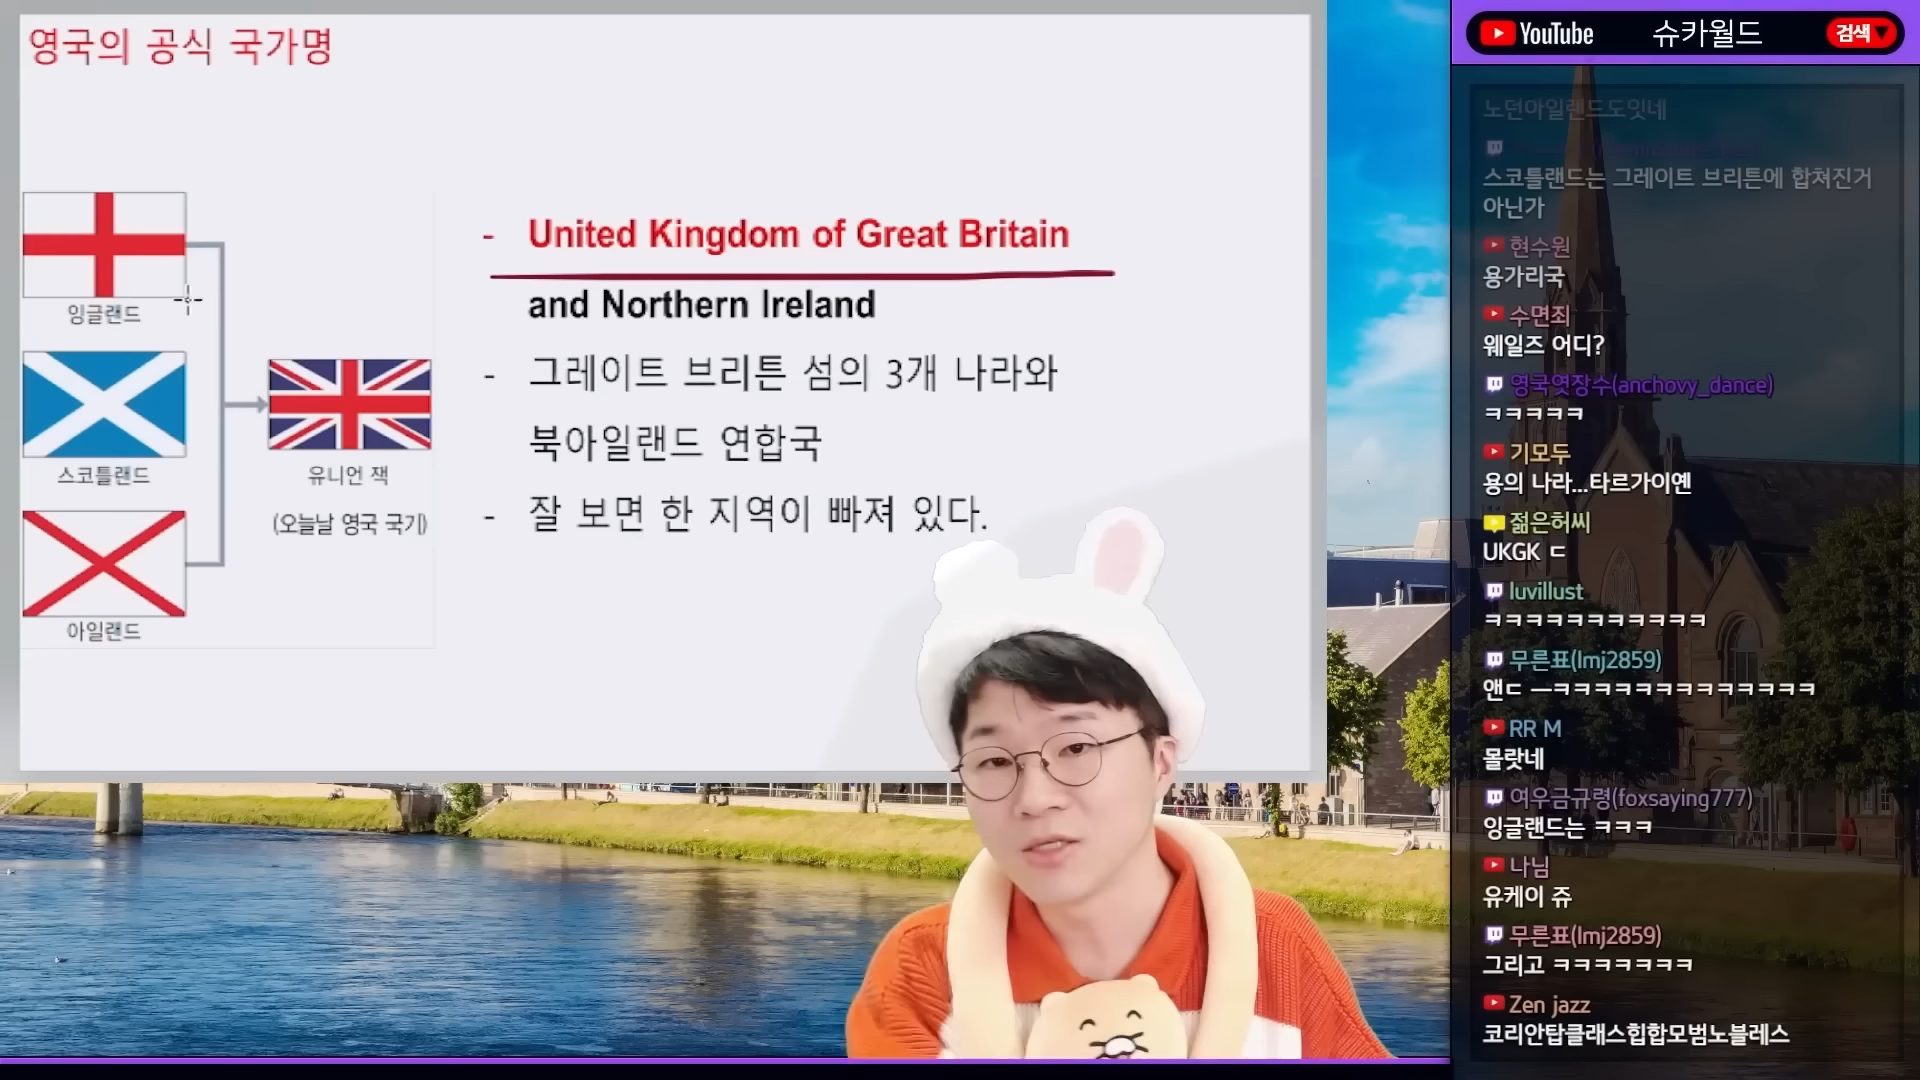 영국의 공식 국가명
잉글랜드
스코틀랜드
아일랜드
유니언 잭
(오늘날 영국 국기)
- United Kingdom of Great Britain
and Northern Ireland
- 그레이트 브리튼 섬의 3개 나라와
북아일랜드 연합국
- 잘 보면 한 지역이 빠져 있다.
YouTube 슈카월드 검색
노던아일랜드도잇네
스코틀랜드는 그레이트 브리튼에 합쳐진거
아닌가
현수원
용가리국
수면죄
웨일즈 어디?
영국엿장수(anchovy_dance)
ㅋㅋㅋㅋㅋ
기모두
용의 나라...타르가이옌
젊은허씨
UKGK ㄷ
luvillust
ㅋㅋㅋㅋㅋㅋㅋㅋㅋㅋㅋ
무른표(lmj2859)
앤ㄷ ㅡㅋㅋㅋㅋㅋㅋㅋㅋㅋㅋㅋㅋㅋ
RR M
몰랏네
여우금규령(foxsaying777)
잉글랜드는 ㅋㅋㅋ
나님
유케이 쥬
무른표(lmj2859)
그리고 ㅋㅋㅋㅋㅋㅋㅋ
Zen jazz
코리안탑클래스힙합모범노블레스